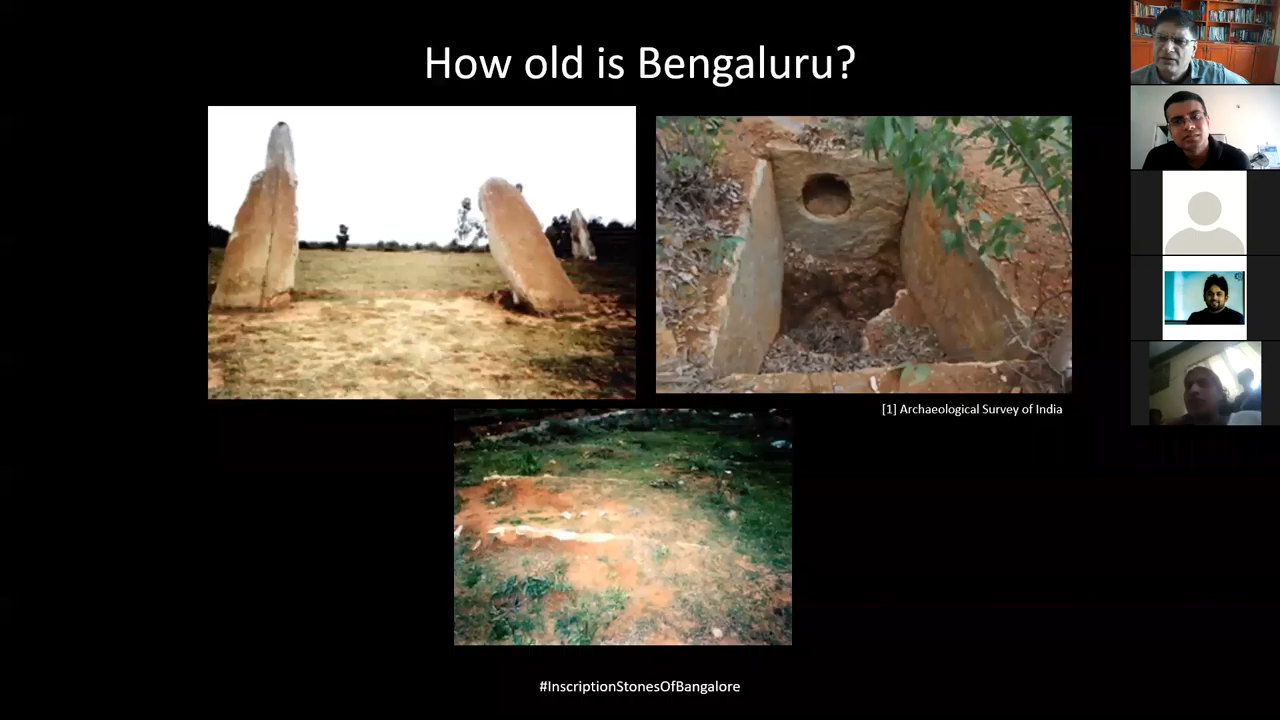 How old is Bengaluru?
[1] Archaeological Survey of India
#InscriptionStonesOfBangalore